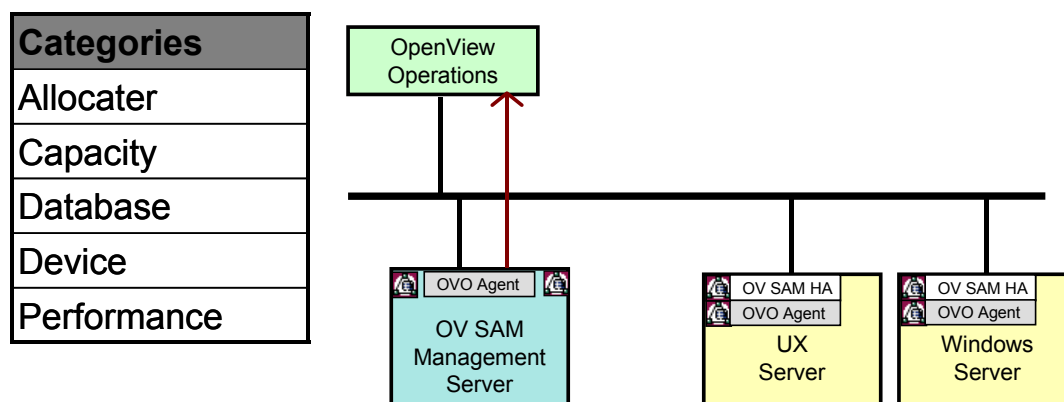 Categories
Allocater
Capacity
Database
Device
Performance
OpenView
Operations
OVO Agent
OV SAM
Management
Server
OV SAM HA
OVO Agent
UX
Server
OV SAM HA
OVO Agent
Windows
Server